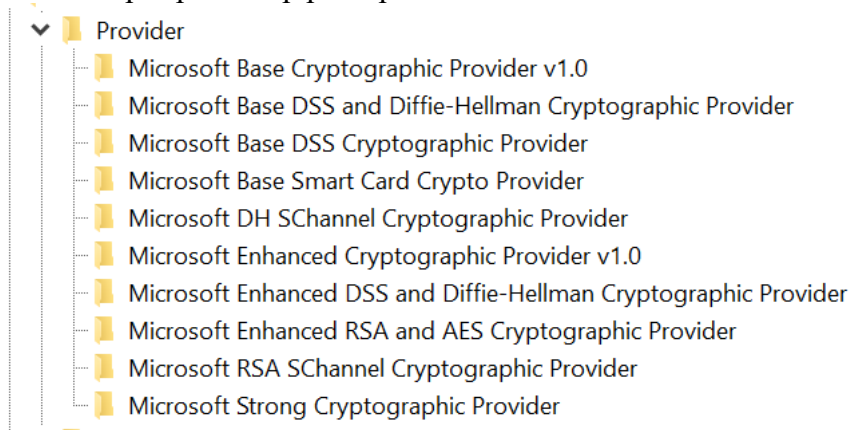 Provider
Microsoft Base Cryptographic Provider v1.0
Microsoft Base DSS and Diffie-Hellman Cryptographic Provider
Microsoft Base DSS Cryptographic Provider
Microsoft Base Smart Card Crypto Provider
Microsoft DH SChannel Cryptographic Provider
Microsoft Enhanced Cryptographic Provider v1.0
Microsoft Enhanced DSS and Diffie-Hellman Cryptographic Provider
Microsoft Enhanced RSA and AES Cryptographic Provider
Microsoft RSA SChannel Cryptographic Provider
Microsoft Strong Cryptographic Provider